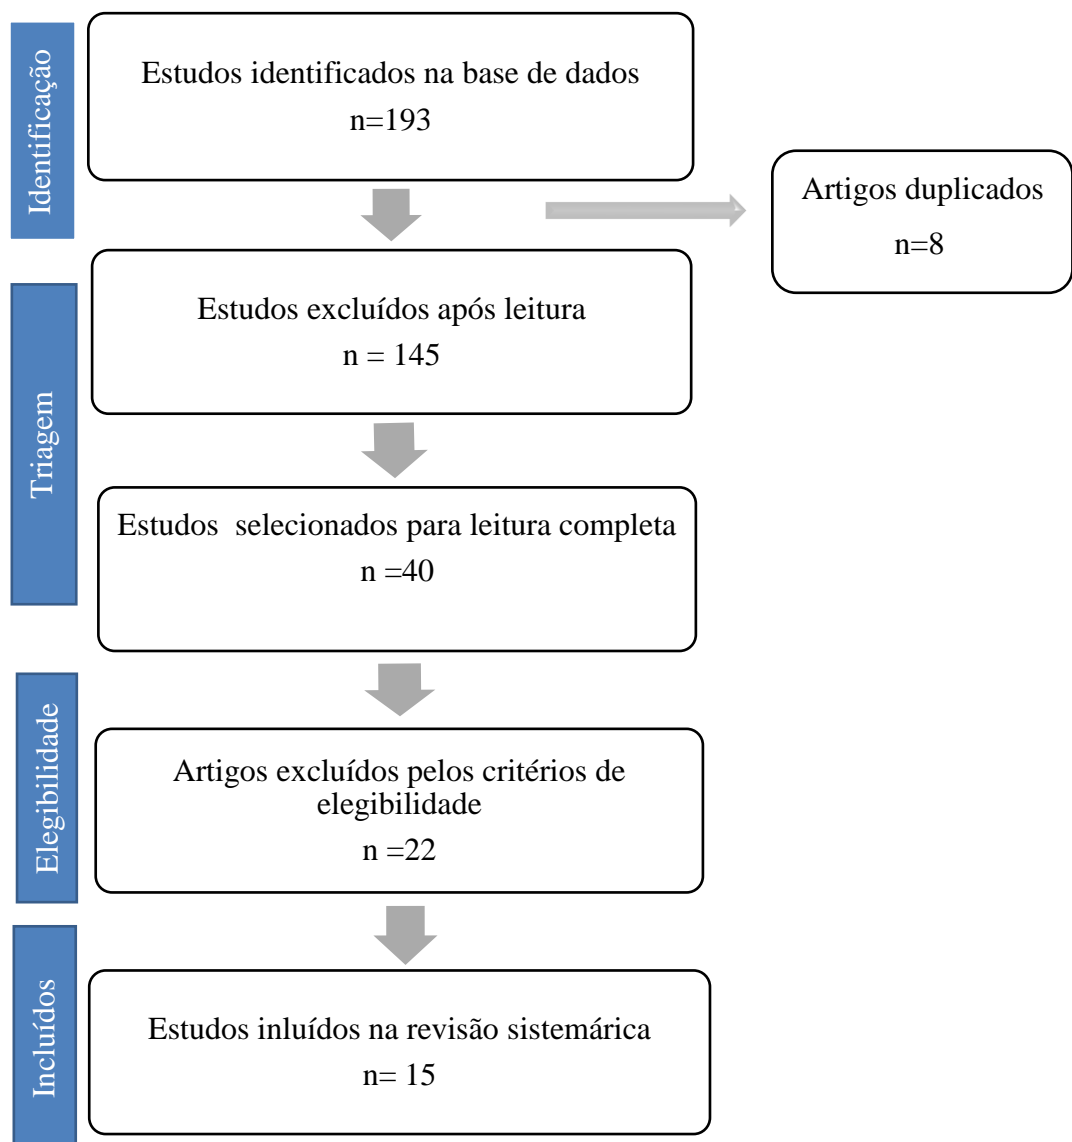 Identificação
Estudos identificados na base de dados
n=193
Artigos duplicados
n=8
Triagem
Estudos excluídos após leitura
n = 145
Estudos  selecionados para leitura completa
n =40
Elegibilidade
Artigos excluídos pelos critérios de
elegibilidade
n =22
Incluídos
Estudos inluídos na revisão sistemárica
n= 15